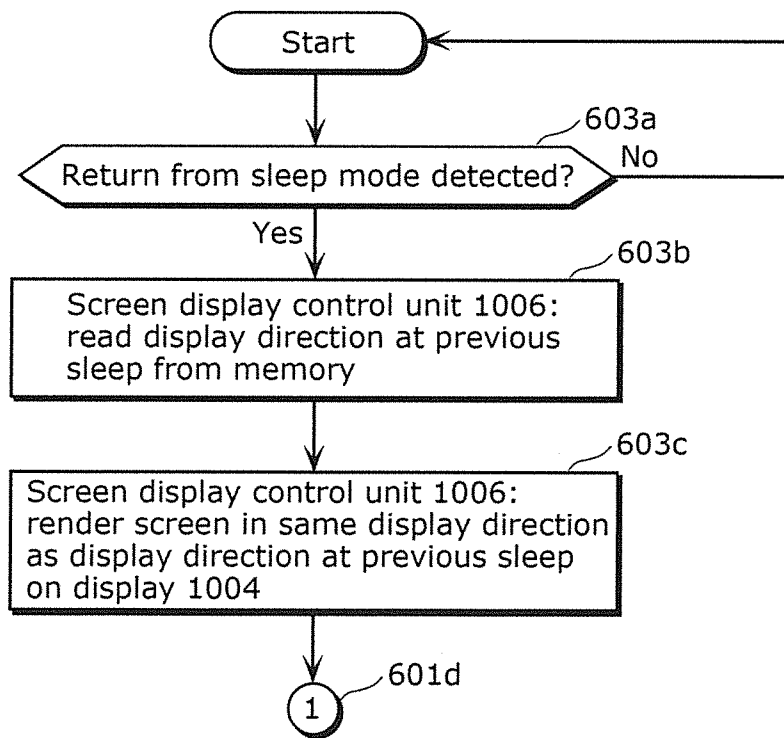 Start
603a
Return from sleep mode detected?
No
Yes
603b
Screen display control unit 1006:
read display direction at previous
sleep from memory
603c
Screen display control unit 1006:
render screen in same display direction
as display direction at previous sleep
on display 1004
601d
1